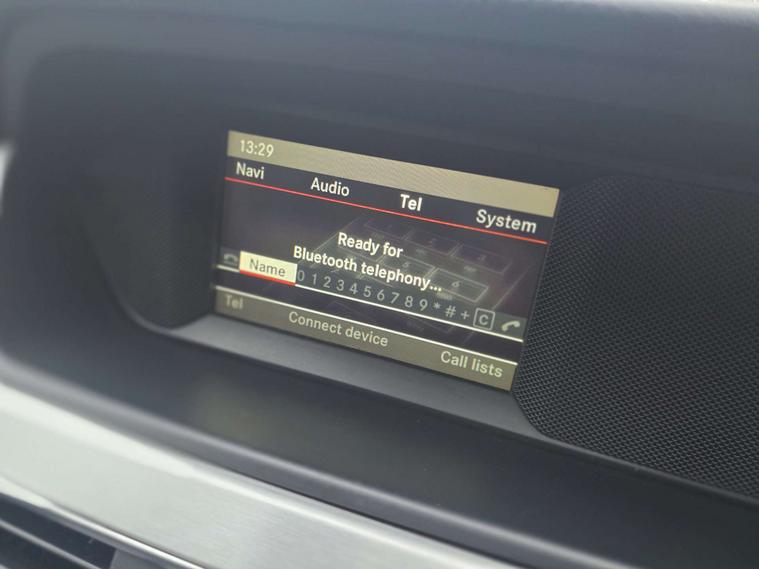 13:29
Navi Audio Tel System
Ready for
Bluetooth telephony...
Name 0 1 2 3 4 5 6 7 8 9 * # + C
Tel Connect device Call lists